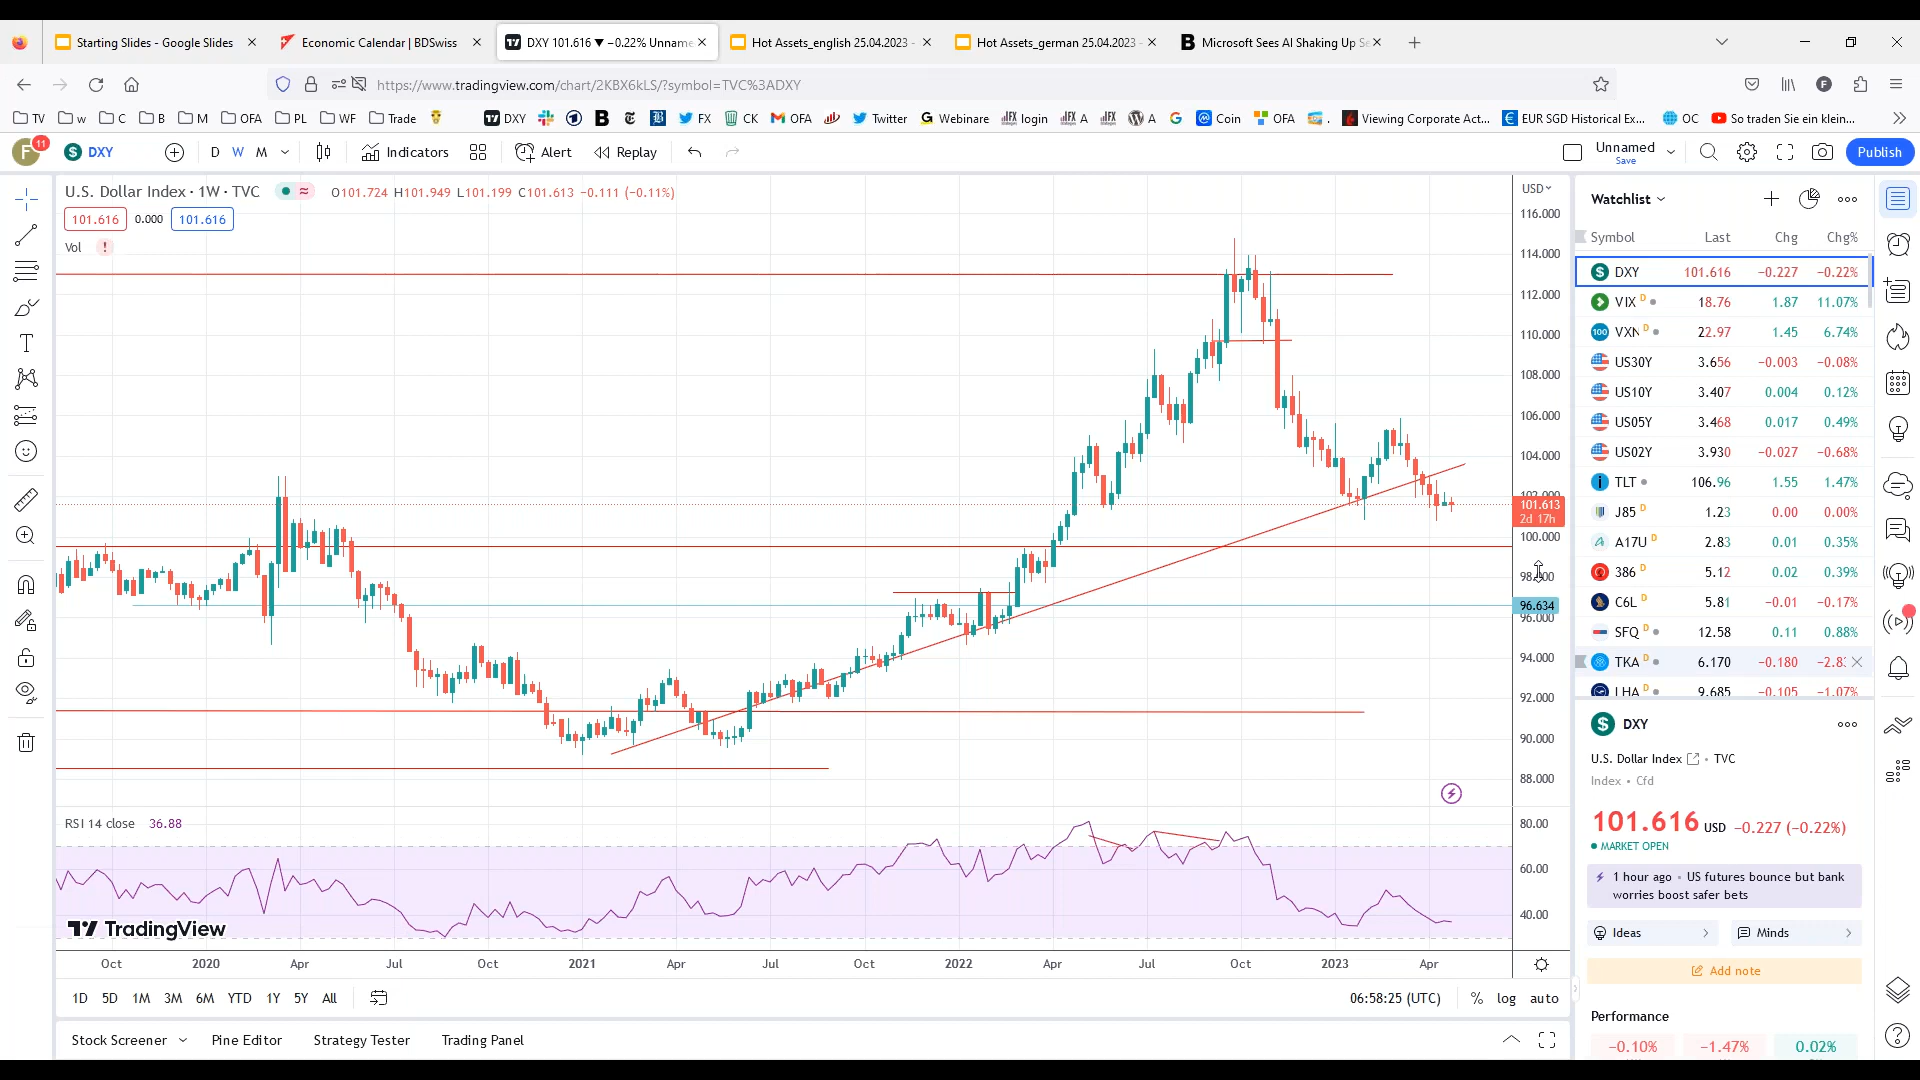 Starting Slides - Google Slides
Economic Calendar | BDSwiss
DXY 101.616 ▼ −0.22% Unname
Hot Assets_english 25.04.2023 -
Hot Assets_german 25.04.2023 -
Microsoft Sees AI Shaking Up Se
https://www.tradingview.com/chart/2KBX6kLS/?symbol=TVC%3ADXY
TV w C B M OFA PL WF Trade DXY B FX CK OFA Twitter Webinare login A A Coin OFA . Viewing Corporate Act... EUR SGD Historical Ex... OC So traden Sie ein klein...
F 11 DXY D W M Indicators Alert Replay Unnamed Save Publish
U.S. Dollar Index · 1W · TVC O101.724 H101.949 L101.199 C101.613 −0.111 (−0.11%)
101.616 0.000 101.616
Vol !
USD
116.000
114.000
112.000
110.000
108.000
106.000
104.000
102.000
101.613
2d 17h
100.000
96.634
96.000
94.000
92.000
90.000
88.000
RSI 14 close 36.88
80.00
60.00
40.00
TradingView
Oct 2020 Apr Jul Oct 2021 Apr Jul Oct 2022 Apr Jul Oct 2023 Apr
1D 5D 1M 3M 6M YTD 1Y 5Y All
06:58:25 (UTC) % log auto
Stock Screener Pine Editor Strategy Tester Trading Panel
Watchlist
Symbol Last Chg Chg%
DXY 101.616 −0.227 −0.22%
VIX D 18.76 1.87 11.07%
100 VXN D 22.97 1.45 6.74%
US30Y 3.656 −0.003 −0.08%
US10Y 3.407 0.004 0.12%
US05Y 3.468 0.017 0.49%
US02Y 3.930 −0.027 −0.68%
TLT 106.96 1.55 1.47%
J85 D 1.23 0.00 0.00%
A17U D 2.83 0.01 0.35%
386 D 5.12 0.02 0.39%
C6L D 5.81 −0.01 −0.17%
SFQ D 12.58 0.11 0.88%
TKA D 6.170 −0.180 −2.8
LHA D 9.685 −0.105 −1.07%
DXY
U.S. Dollar Index • TVC
Index • Cfd
101.616 USD −0.227 (−0.22%)
MARKET OPEN
1 hour ago • US futures bounce but bank
worries boost safer bets
Ideas Minds
Add note
Performance
−0.10% −1.47% 0.02%